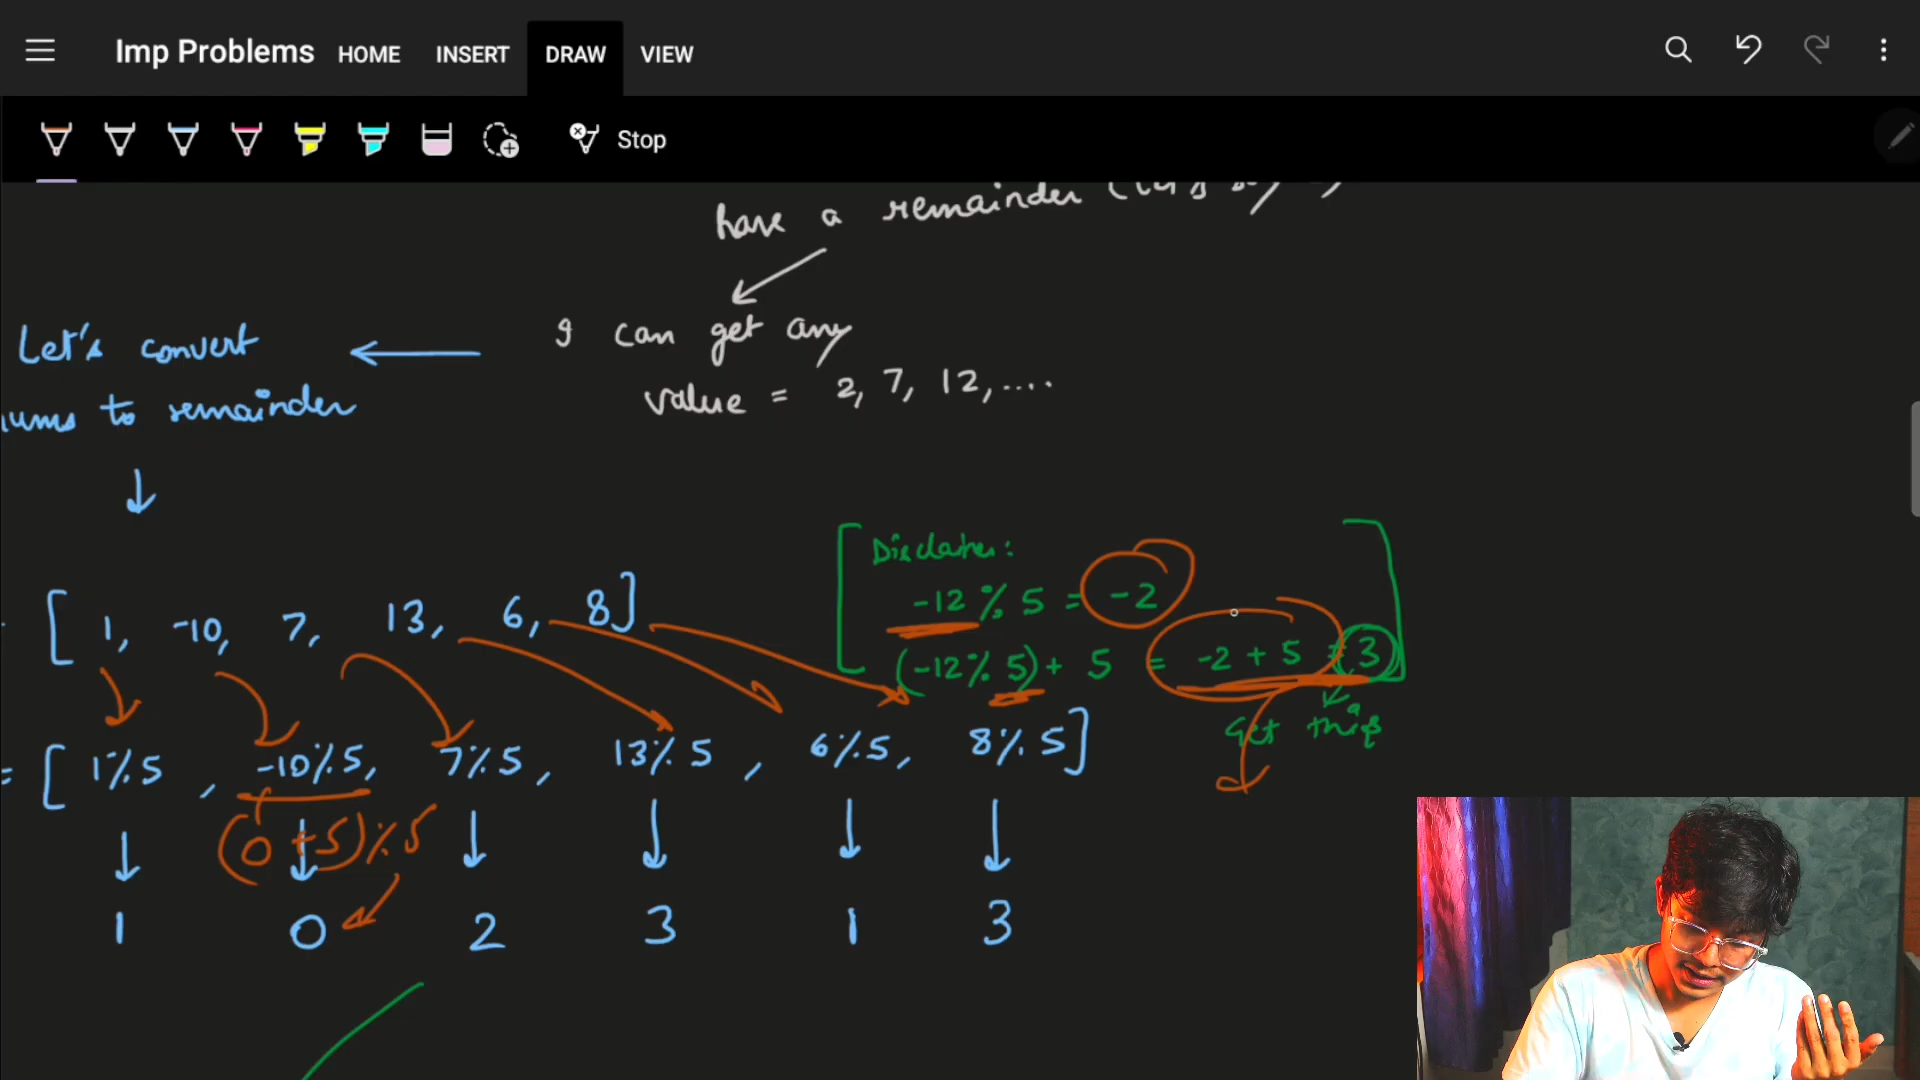 Imp Problems HOME INSERT DRAW VIEW
Stop
have a remainder
I can get any
value = 2, 7, 12, ....
Let's convert
nums to remainder
Disclaimer:
-12 % 5 = -2
(-12 % 5) + 5 = -2 + 5 = 3
Get this
[ 1, -10, 7, 13, 6, 8]
= [ 1%5 , -10%5, 7%5 , 13% 5 , 6%5, 8% 5]
(0 +5)%5
1 0 2 3 1 3